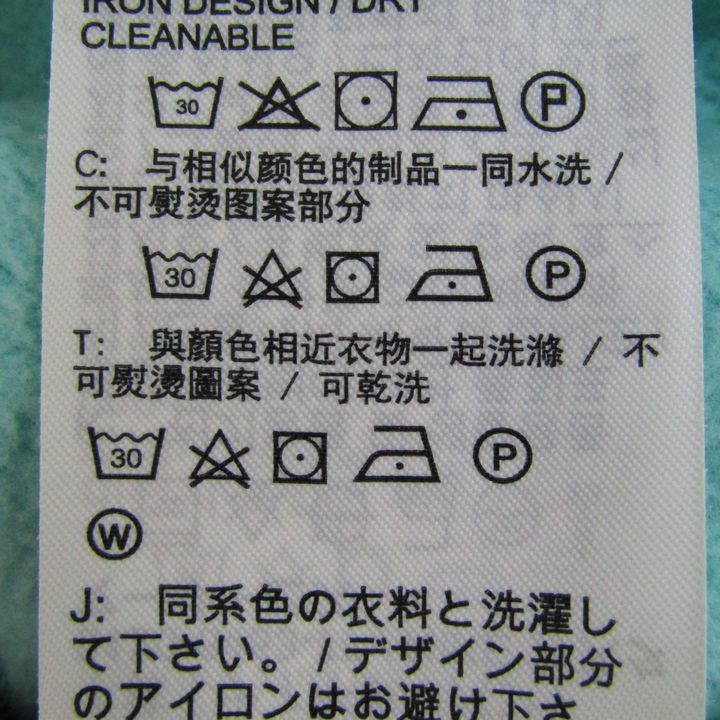 IRON DESIGN / DRY
CLEANABLE
30 P
C: 与相似颜色的制品一同水洗 /
不可熨烫图案部分
30 P
T: 與顏色相近衣物一起洗滌 / 不
可熨燙圖案 / 可乾洗
30 P
W
J: 同系色の衣料と洗濯し
て下さい。 / デザイン部分
のアイロンはお避け下さ